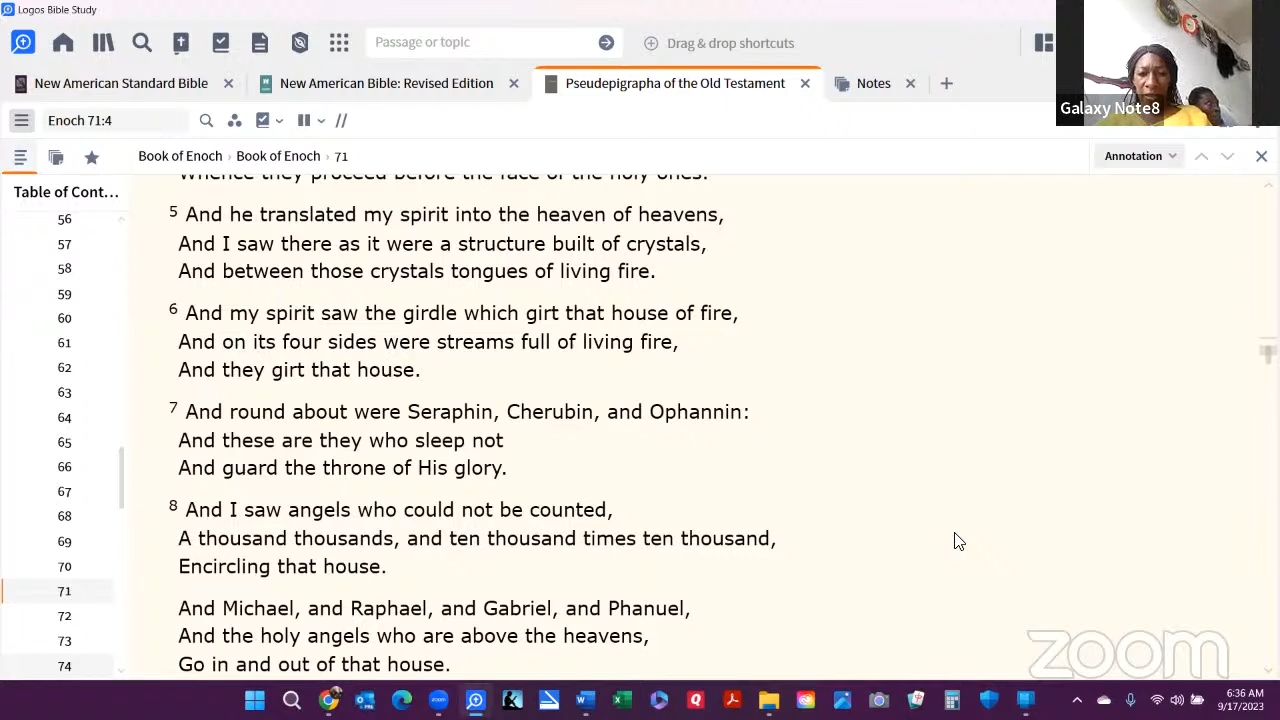 Logos Bible Study
Passage or topic
Drag & drop shortcuts
New American Standard Bible
New American Bible: Revised Edition
Pseudepigrapha of the Old Testament
Notes
Galaxy Note8
Enoch 71:4
Book of Enoch › Book of Enoch › 71
Annotation
Table of Cont...
56
57
58
59
60
61
62
63
64
65
66
67
68
69
70
71
72
73
74
Whence they proceed before the face of the holy ones.
5 And he translated my spirit into the heaven of heavens,
And I saw there as it were a structure built of crystals,
And between those crystals tongues of living fire.
6 And my spirit saw the girdle which girt that house of fire,
And on its four sides were streams full of living fire,
And they girt that house.
7 And round about were Seraphin, Cherubin, and Ophannin:
And these are they who sleep not
And guard the throne of His glory.
8 And I saw angels who could not be counted,
A thousand thousands, and ten thousand times ten thousand,
Encircling that house.
And Michael, and Raphael, and Gabriel, and Phanuel,
And the holy angels who are above the heavens,
Go in and out of that house.
zoom
6:36 AM
9/17/2023